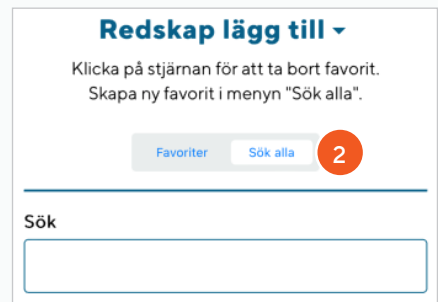 Redskap lägg till
Klicka på stjärnan för att ta bort favorit.
Skapa ny favorit i menyn "Sök alla".
Favoriter Sök alla 2
Sök